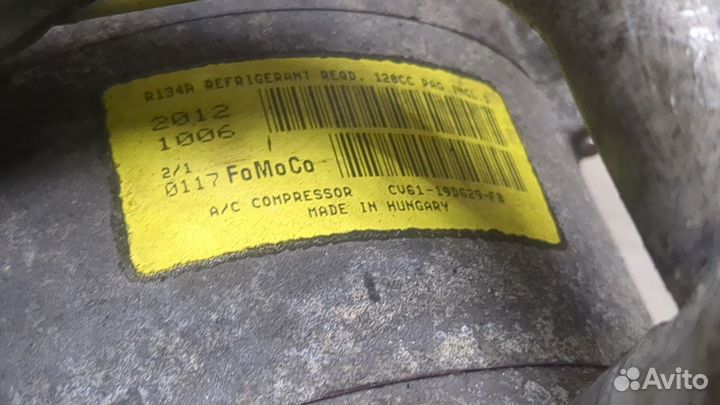 R134A REFRIGERANT REQD. 120CC PAG INCL.
2012
1006
2/1
0117 FoMoCo
A/C COMPRESSOR CV61-19D629-FB
MADE IN HUNGARY
Avito